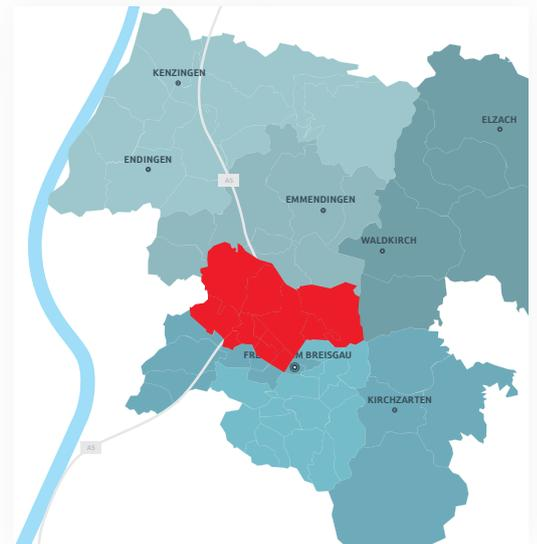 KENZINGEN
ELZACH
ENDINGEN
A5
EMMENDINGEN
WALDKIRCH
M BREISGAU
KIRCHZARTEN
A5